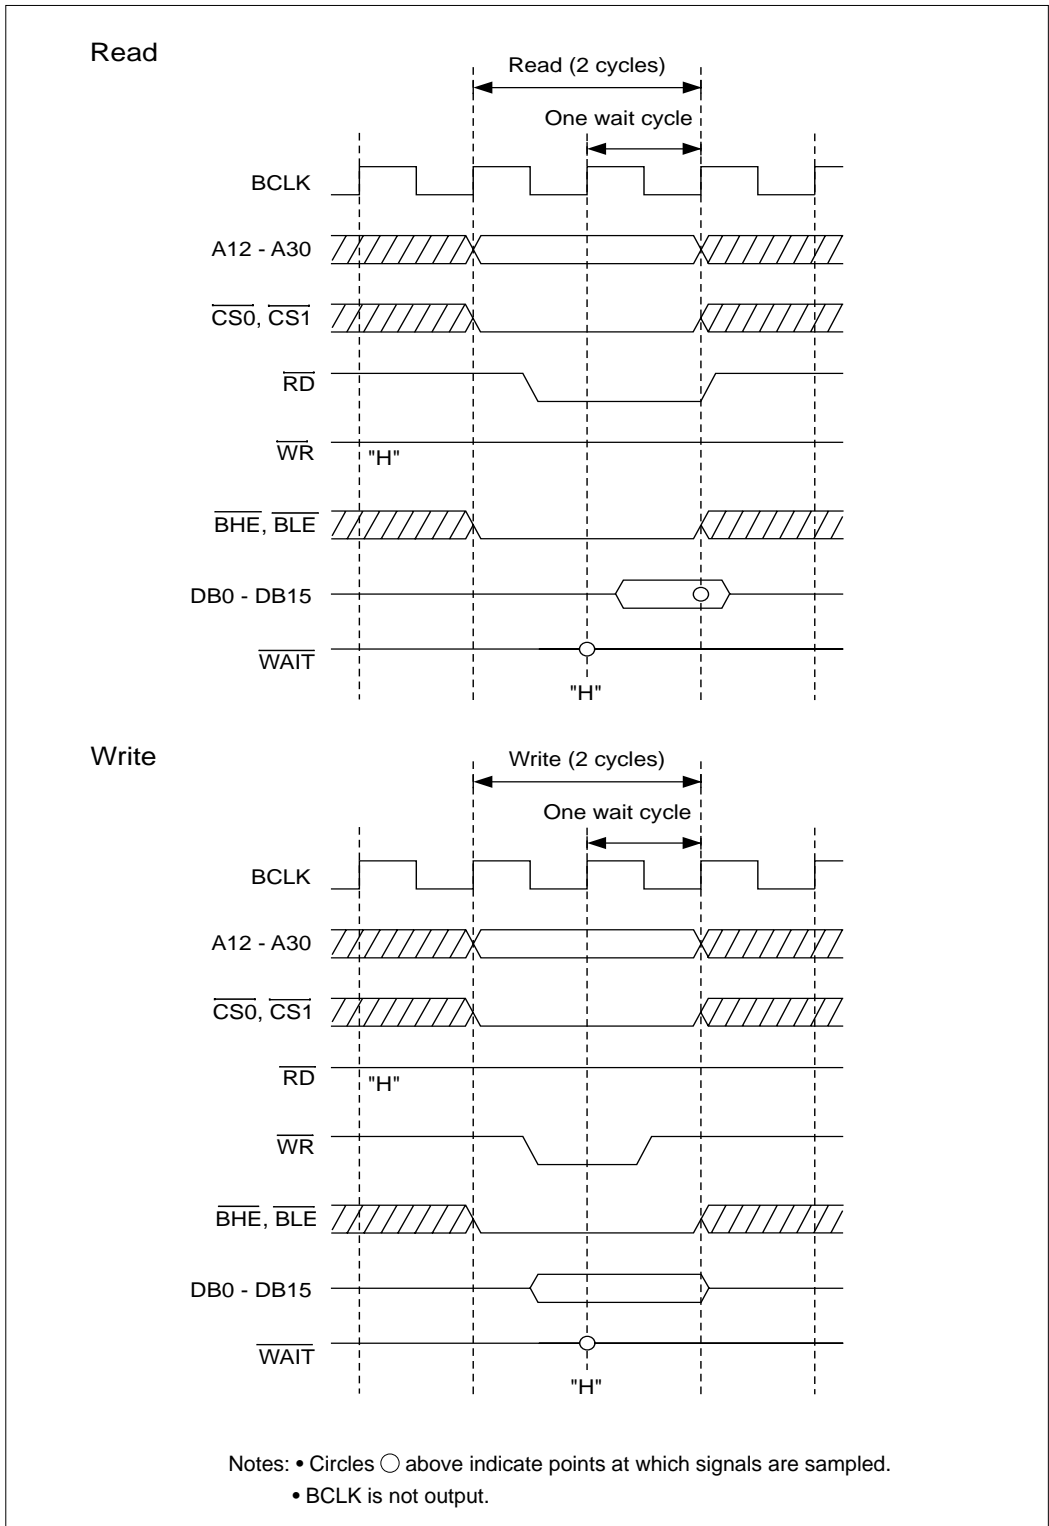 Read
Read (2 cycles)
One wait cycle
BCLK
A12 - A30
CS0, CS1
RD
WR
"H"
BHE, BLE
DB0 - DB15
WAIT
"H"
Write
Write (2 cycles)
One wait cycle
BCLK
A12 - A30
CS0, CS1
RD
"H"
WR
BHE, BLE
DB0 - DB15
WAIT
"H"
Notes: • Circles ○ above indicate points at which signals are sampled.
• BCLK is not output.